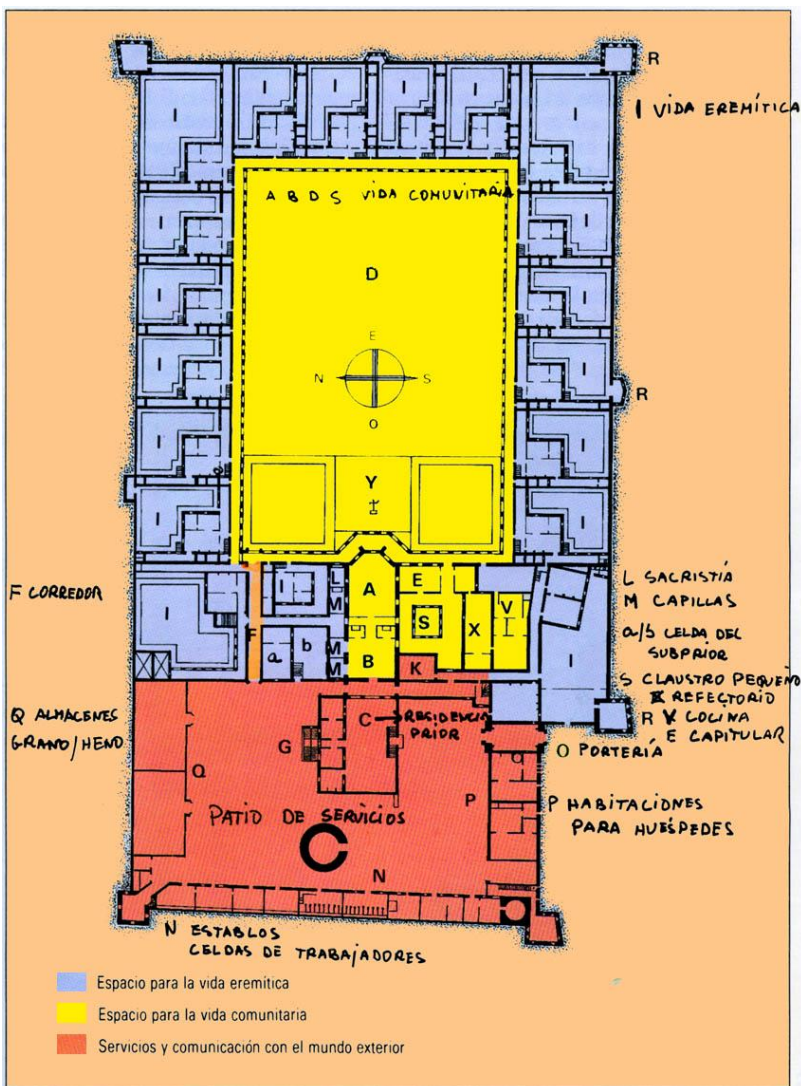 R
I I I I I I
I VIDA EREMÍTICA
A B D S VIDA COMUNITARIA
I I
D
I I
E
N S
O
I I
R
I I
Y
I I
F CORREDOR
I
L
M
A
E
S
X
V
L SACRISTÍA
M CAPILLAS
a/b CELDA DEL
SUBPRIOR
F
a
b
M
M
B
K
I
S CLAUSTRO PEQUEÑO
X REFECTORIO
R V COCINA
E CAPITULAR
Q ALMACENES
GRANO/HENO
C → RESIDENCIA
PRIOR
G
O PORTERÍA
Q
P
P HABITACIONES
PARA HUÉSPEDES
PATIO DE SERVICIOS
N
N ESTABLOS
CELDAS DE TRABAJADORES
Espacio para la vida eremítica
Espacio para la vida comunitaria
Servicios y comunicación con el mundo exterior